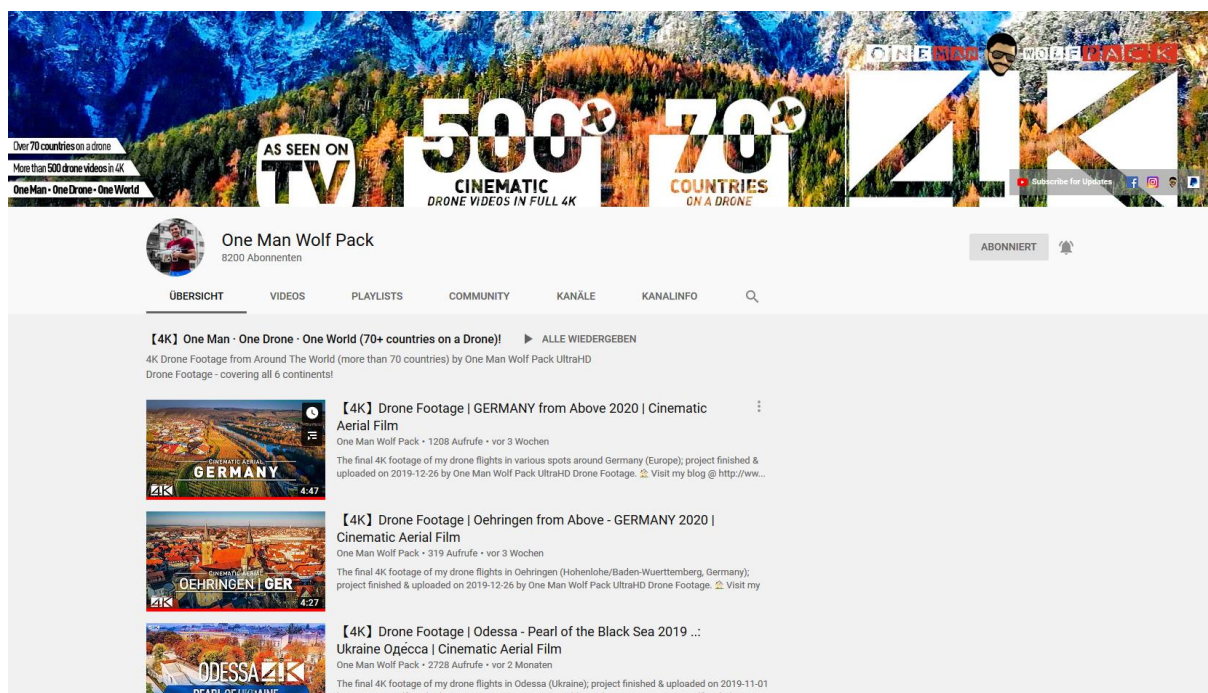 ONE MAN WOLF PACK
4K
500+
70+
AS SEEN ON
TV
CINEMATIC
DRONE VIDEOS IN FULL 4K
COUNTRIES
ON A DRONE
Over 70 countries on a drone
More than 500 drone videos in 4K
One Man • One Drone • One World
Subscribe for Updates
One Man Wolf Pack
8200 Abonnenten
ABONNIERT
ÜBERSICHT VIDEOS PLAYLISTS COMMUNITY KANÄLE KANALINFO
【4K】One Man · One Drone · One World (70+ countries on a Drone)! ALLE WIEDERGEBEN
4K Drone Footage from Around The World (more than 70 countries) by One Man Wolf Pack UltraHD
Drone Footage - covering all 6 continents!
CINEMATIC AERIAL
GERMANY
4K
4:47
【4K】Drone Footage | GERMANY from Above 2020 | Cinematic
Aerial Film
One Man Wolf Pack • 1208 Aufrufe • vor 3 Wochen
The final 4K footage of my drone flights in various spots around Germany (Europe); project finished &
uploaded on 2019-12-26 by One Man Wolf Pack UltraHD Drone Footage. Visit my blog @ http://ww...
CINEMATIC AERIAL
OEHRINGEN | GER
4K
4:27
【4K】Drone Footage | Oehringen from Above - GERMANY 2020 |
Cinematic Aerial Film
One Man Wolf Pack • 319 Aufrufe • vor 3 Wochen
The final 4K footage of my drone flights in Oehringen (Hohenlohe/Baden-Wuerttemberg, Germany);
project finished & uploaded on 2019-12-26 by One Man Wolf Pack UltraHD Drone Footage. Visit my
ODESSA 4K
PEARL OF UKRAINE
【4K】Drone Footage | Odessa - Pearl of the Black Sea 2019 ..:
Ukraine Оде́сса | Cinematic Aerial Film
One Man Wolf Pack • 2728 Aufrufe • vor 2 Monaten
The final 4K footage of my drone flights in Odessa (Ukraine); project finished & uploaded on 2019-11-01